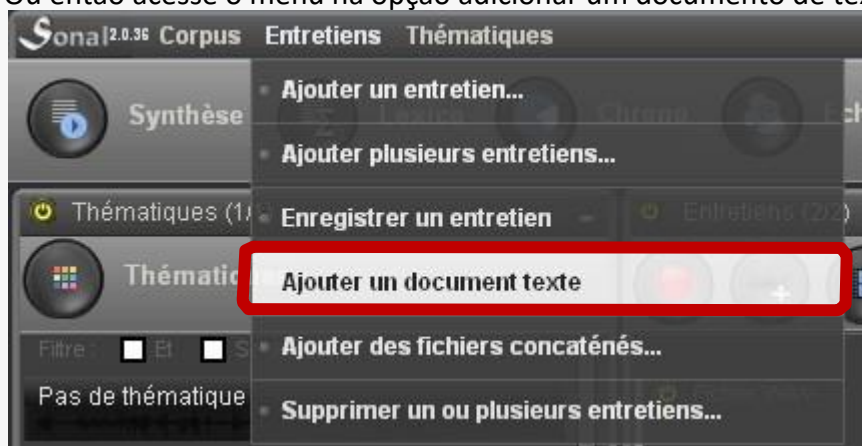 Ou então acesse o menu na opção adicionar um documento de
Sonal 2.0.36 Corpus Entretiens Thématiques
Ajouter un entretien...
Synthèse
Ajouter plusieurs entretiens...
Thématiques (1/
Enregistrer un entretien
Entretiens (2/2)
Ajouter un document texte
Filtre : Et
Ajouter des fichiers concaténés...
Pas de thématique
Supprimer un ou plusieurs entretiens...